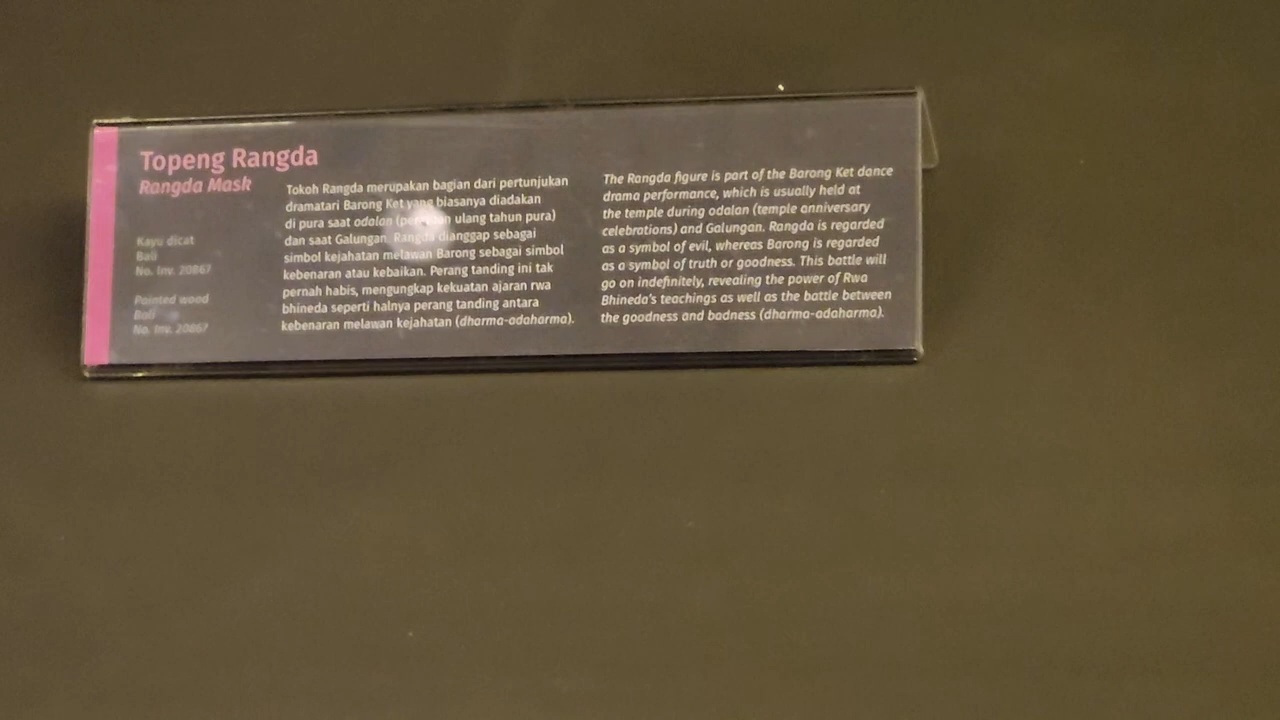 Topeng Rangda
Rangda Mask
Kayu dicat
Bali
No. Inv. 20867
Painted wood
Bali
No. Inv. 20867
Tokoh Rangda merupakan bagian dari pertunjukan
dramatari Barong Ket yang biasanya diadakan
di pura saat odalan (perayaan ulang tahun pura)
dan saat Galungan. Rangda dianggap sebagai
simbol kejahatan melawan Barong sebagai simbol
kebenaran atau kebaikan. Perang tanding ini tak
pernah habis, mengungkap kekuatan ajaran rwa
bhineda seperti halnya perang tanding antara
kebenaran melawan kejahatan (dharma-adaharma).
The Rangda figure is part of the Barong Ket dance
drama performance, which is usually held at
the temple during odalan (temple anniversary
celebrations) and Galungan. Rangda is regarded
as a symbol of evil, whereas Barong is regarded
as a symbol of truth or goodness. This battle will
go on indefinitely, revealing the power of Rwa
Bhineda's teachings as well as the battle between
the goodness and badness (dharma-adaharma).